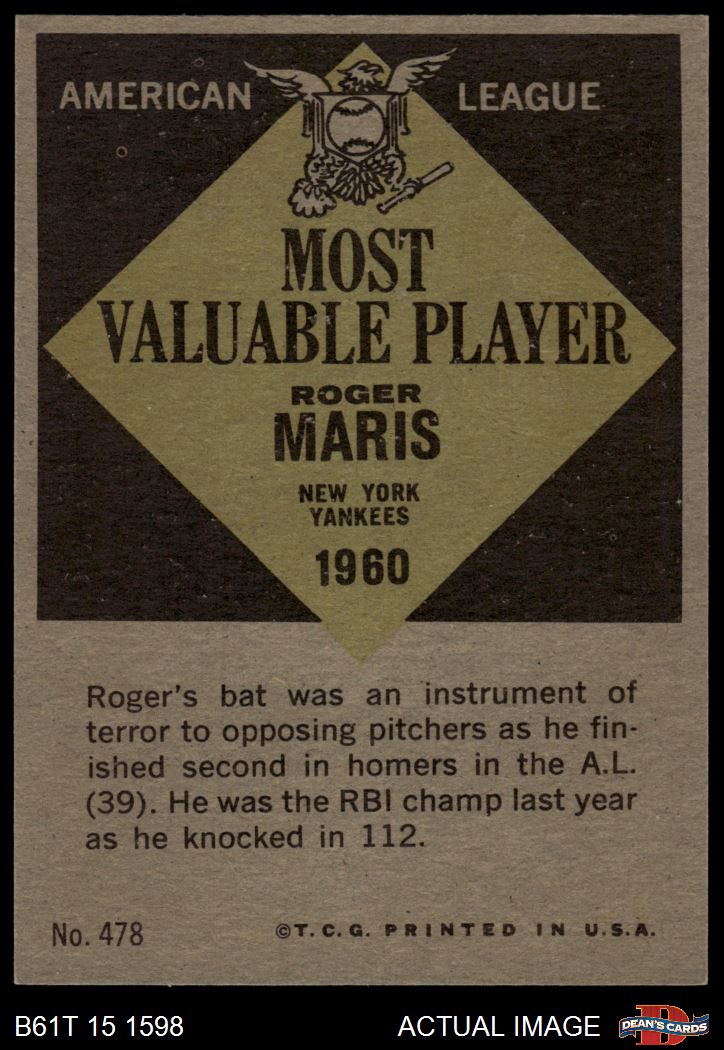 AMERICAN LEAGUE
MOST
VALUABLE PLAYER
ROGER
MARIS
NEW YORK
YANKEES
1960
Roger's bat was an instrument of
terror to opposing pitchers as he fin-
ished second in homers in the A.L.
(39). He was the RBI champ last year
as he knocked in 112.
No. 478 ©T.C.G. PRINTED IN U.S.A.
B61T 15 1598 ACTUAL IMAGE D DEAN'S CARDS